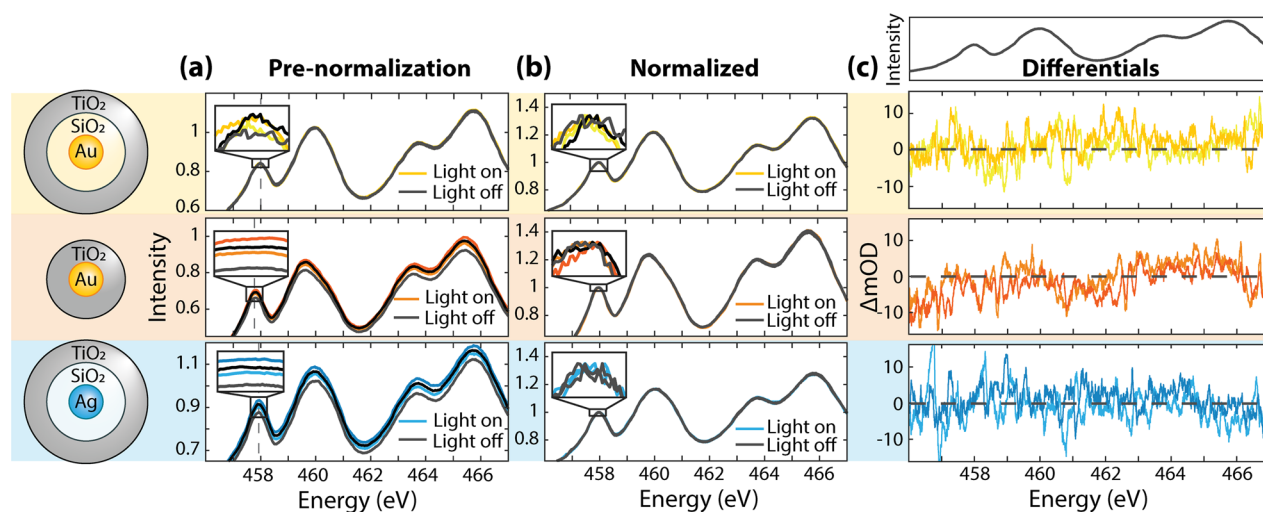 (a) Pre-normalization
(b) Normalized
(c) Differentials
Intensity
TiO₂
SiO₂
Au
TiO₂
Au
TiO₂
SiO₂
Ag
Intensity
1
0.8
0.6
Light on
Light off
1
0.8
0.6
Light on
Light off
1.1
0.9
0.7
Light on
Light off
458 460 462 464 466
Energy (eV)
1.4
1.2
1
0.8
Light on
Light off
1.4
1.2
1
0.8
Light on
Light off
1.4
1.2
1
0.8
Light on
Light off
458 460 462 464 466
Energy (eV)
ΔmOD
10
0
-10
10
0
-10
10
0
-10
458 460 462 464 466
Energy (eV)